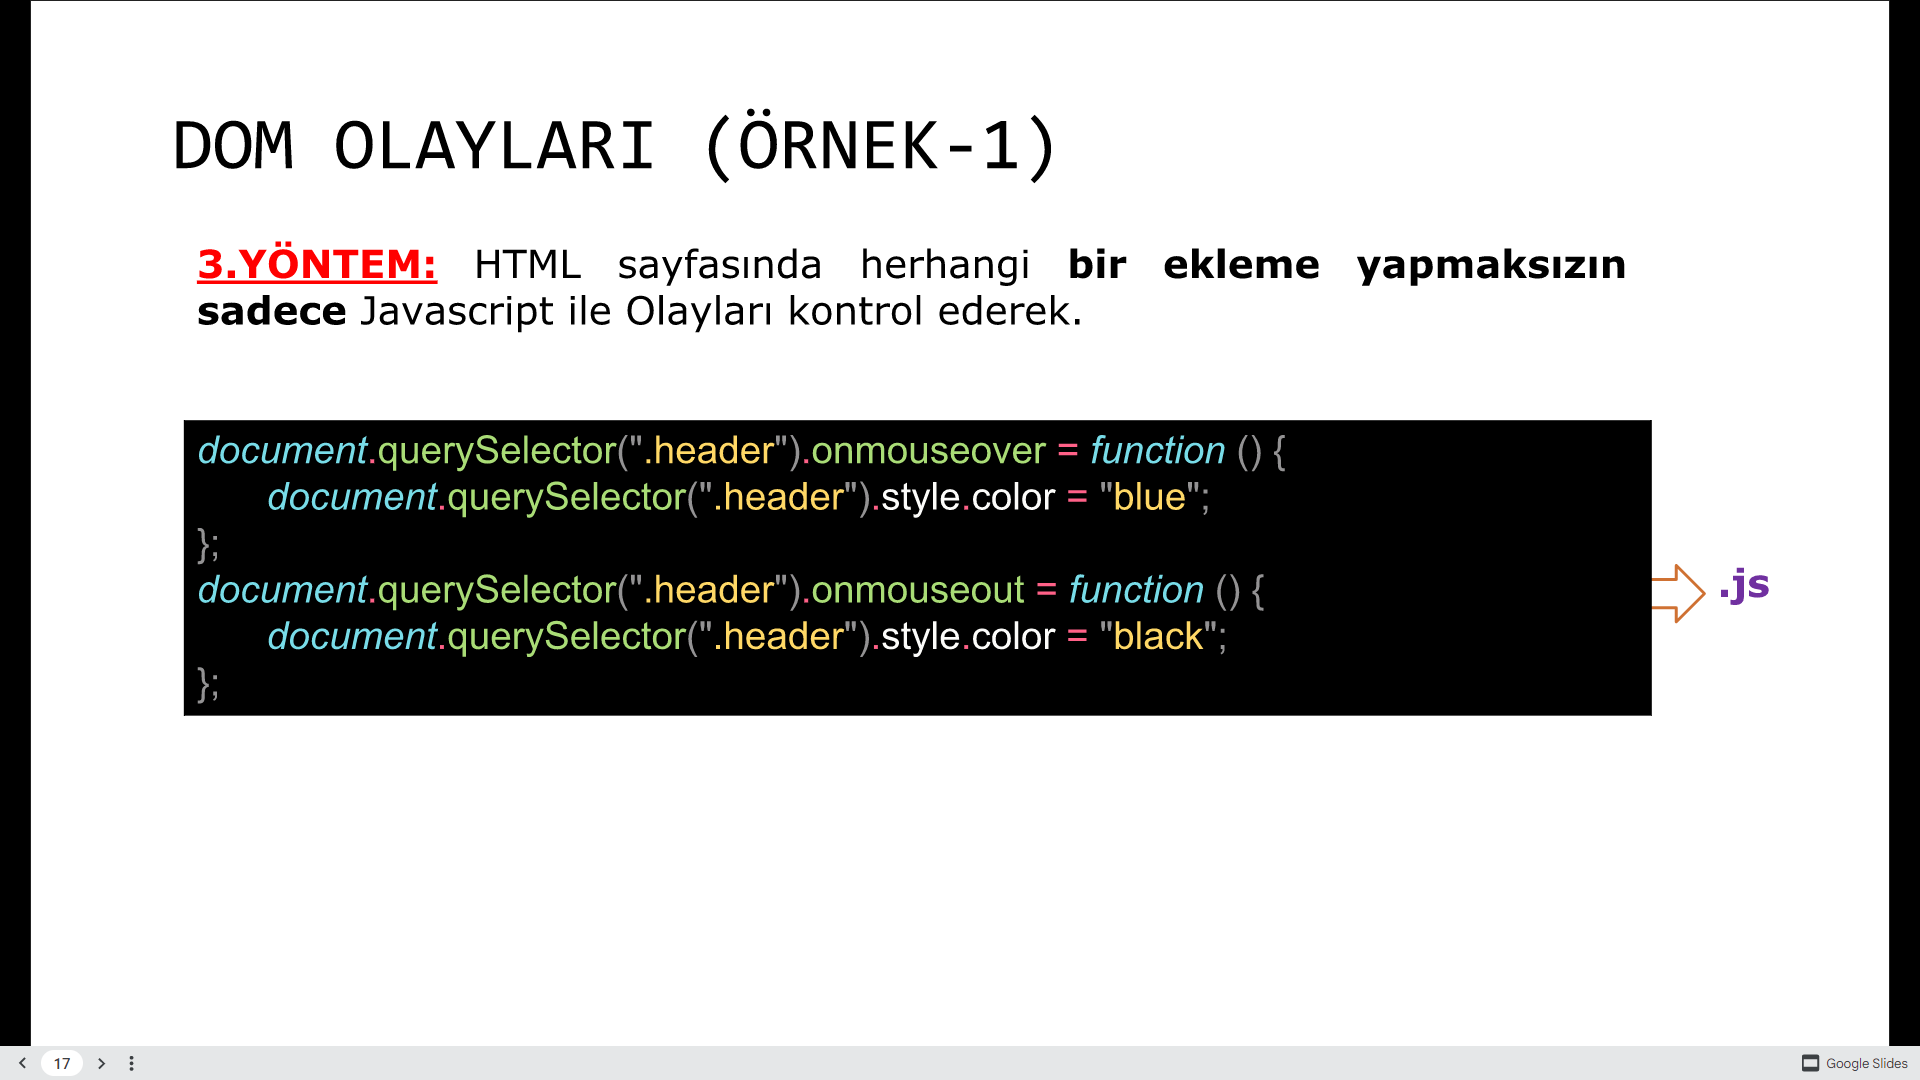 DOM OLAYLARI (ÖRNEK-1)
3.YÖNTEM: HTML sayfasında herhangi bir ekleme yapmaksızın
sadece Javascript ile Olayları kontrol ederek.
document.querySelector(".header").onmouseover = function () {
document.querySelector(".header").style.color = "blue";
};
document.querySelector(".header").onmouseout = function () {
document.querySelector(".header").style.color = "black";
};
.js
17
Google Slides